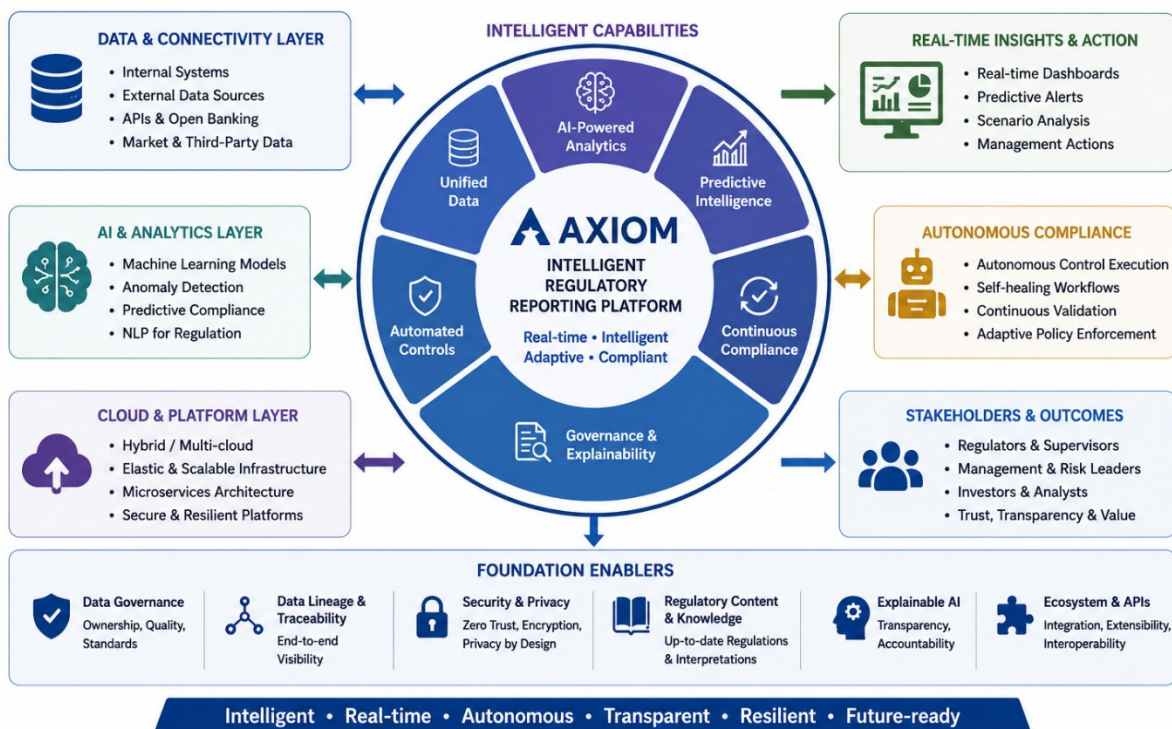 DATA & CONNECTIVITY LAYER
• Internal Systems
• External Data Sources
• APIs & Open Banking
• Market & Third-Party Data
AI & ANALYTICS LAYER
• Machine Learning Models
• Anomaly Detection
• Predictive Compliance
• NLP for Regulation
CLOUD & PLATFORM LAYER
• Hybrid / Multi-cloud
• Elastic & Scalable Infrastructure
• Microservices Architecture
• Secure & Resilient Platforms
INTELLIGENT CAPABILITIES
AI-Powered
Analytics
Unified
Data
Predictive
Intelligence
Automated
Controls
Continuous
Compliance
Governance &
Explainability
AXIOM
INTELLIGENT
REGULATORY
REPORTING PLATFORM
Real-time • Intelligent
Adaptive • Compliant
REAL-TIME INSIGHTS & ACTION
• Real-time Dashboards
• Predictive Alerts
• Scenario Analysis
• Management Actions
AUTONOMOUS COMPLIANCE
• Autonomous Control Execution
• Self-healing Workflows
• Continuous Validation
• Adaptive Policy Enforcement
STAKEHOLDERS & OUTCOMES
• Regulators & Supervisors
• Management & Risk Leaders
• Investors & Analysts
• Trust, Transparency & Value
FOUNDATION ENABLERS
Data Governance
Ownership, Quality,
Standards
Data Lineage &
Traceability
End-to-end
Visibility
Security & Privacy
Zero Trust, Encryption,
Privacy by Design
Regulatory Content
& Knowledge
Up-to-date Regulations
& Interpretations
Explainable AI
Transparency,
Accountability
Ecosystem & APIs
Integration, Extensibility,
Interoperability
Intelligent • Real-time • Autonomous • Transparent • Resilient • Future-ready